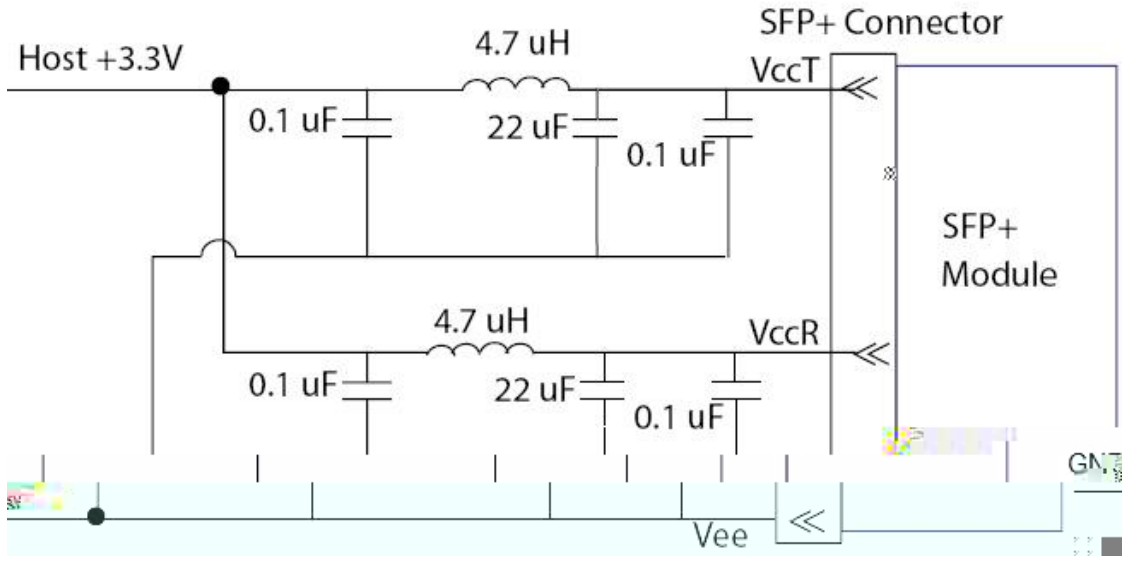 SFP+ Connector
Host +3.3V
4.7 uH
VccT
0.1 uF
22 uF
0.1 uF
SFP+
Module
4.7 uH
VccR
0.1 uF
22 uF
0.1 uF
Vee